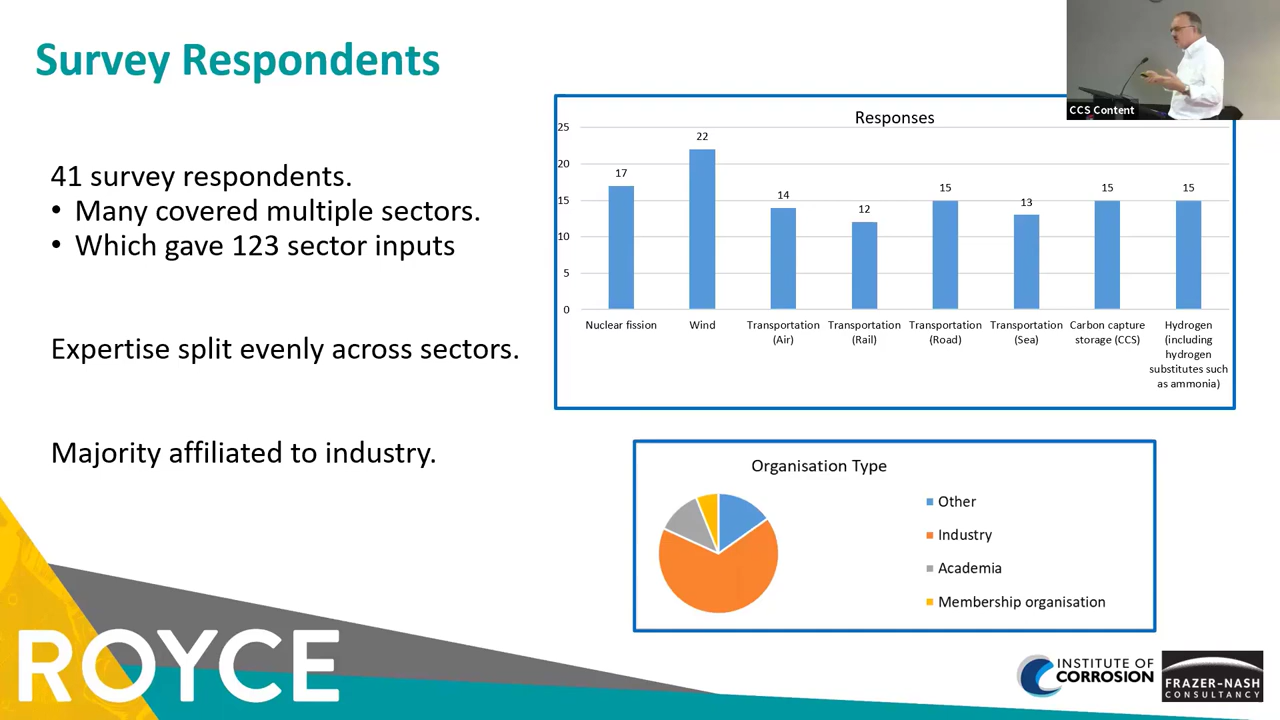 Survey Respondents
CCS Content
41 survey respondents.
• Many covered multiple sectors.
• Which gave 123 sector inputs
Expertise split evenly across sectors.
Majority affiliated to industry.
Responses
25
20
15
10
5
0
17
22
14
12
15
13
15
15
Nuclear fission
Wind
Transportation
(Air)
Transportation
(Rail)
Transportation
(Road)
Transportation
(Sea)
Carbon capture
storage (CCS)
Hydrogen
(including
hydrogen
substitutes such
as ammonia)
Organisation Type
Other
Industry
Academia
Membership organisation
ROYCE
INSTITUTE OF
CORROSION
FRAZER-NASH
CONSULTANCY